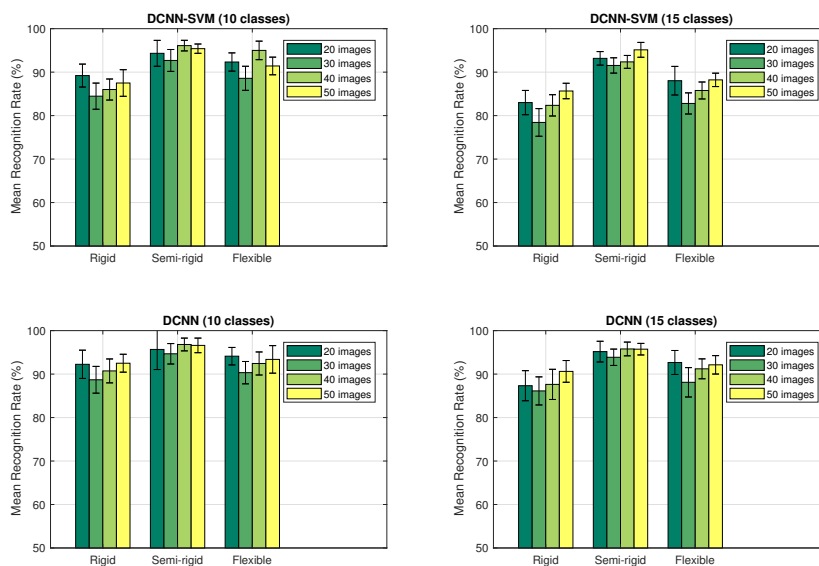 DCNN-SVM (10 classes)
Mean Recognition Rate (%)
100
90
80
70
60
50
Rigid
Semi-rigid
Flexible
20 images
30 images
40 images
50 images
DCNN-SVM (15 classes)
Mean Recognition Rate (%)
100
90
80
70
60
50
Rigid
Semi-rigid
Flexible
20 images
30 images
40 images
50 images
DCNN (10 classes)
Mean Recognition Rate (%)
100
90
80
70
60
50
Rigid
Semi-rigid
Flexible
20 images
30 images
40 images
50 images
DCNN (15 classes)
Mean Recognition Rate (%)
100
90
80
70
60
50
Rigid
Semi-rigid
Flexible
20 images
30 images
40 images
50 images